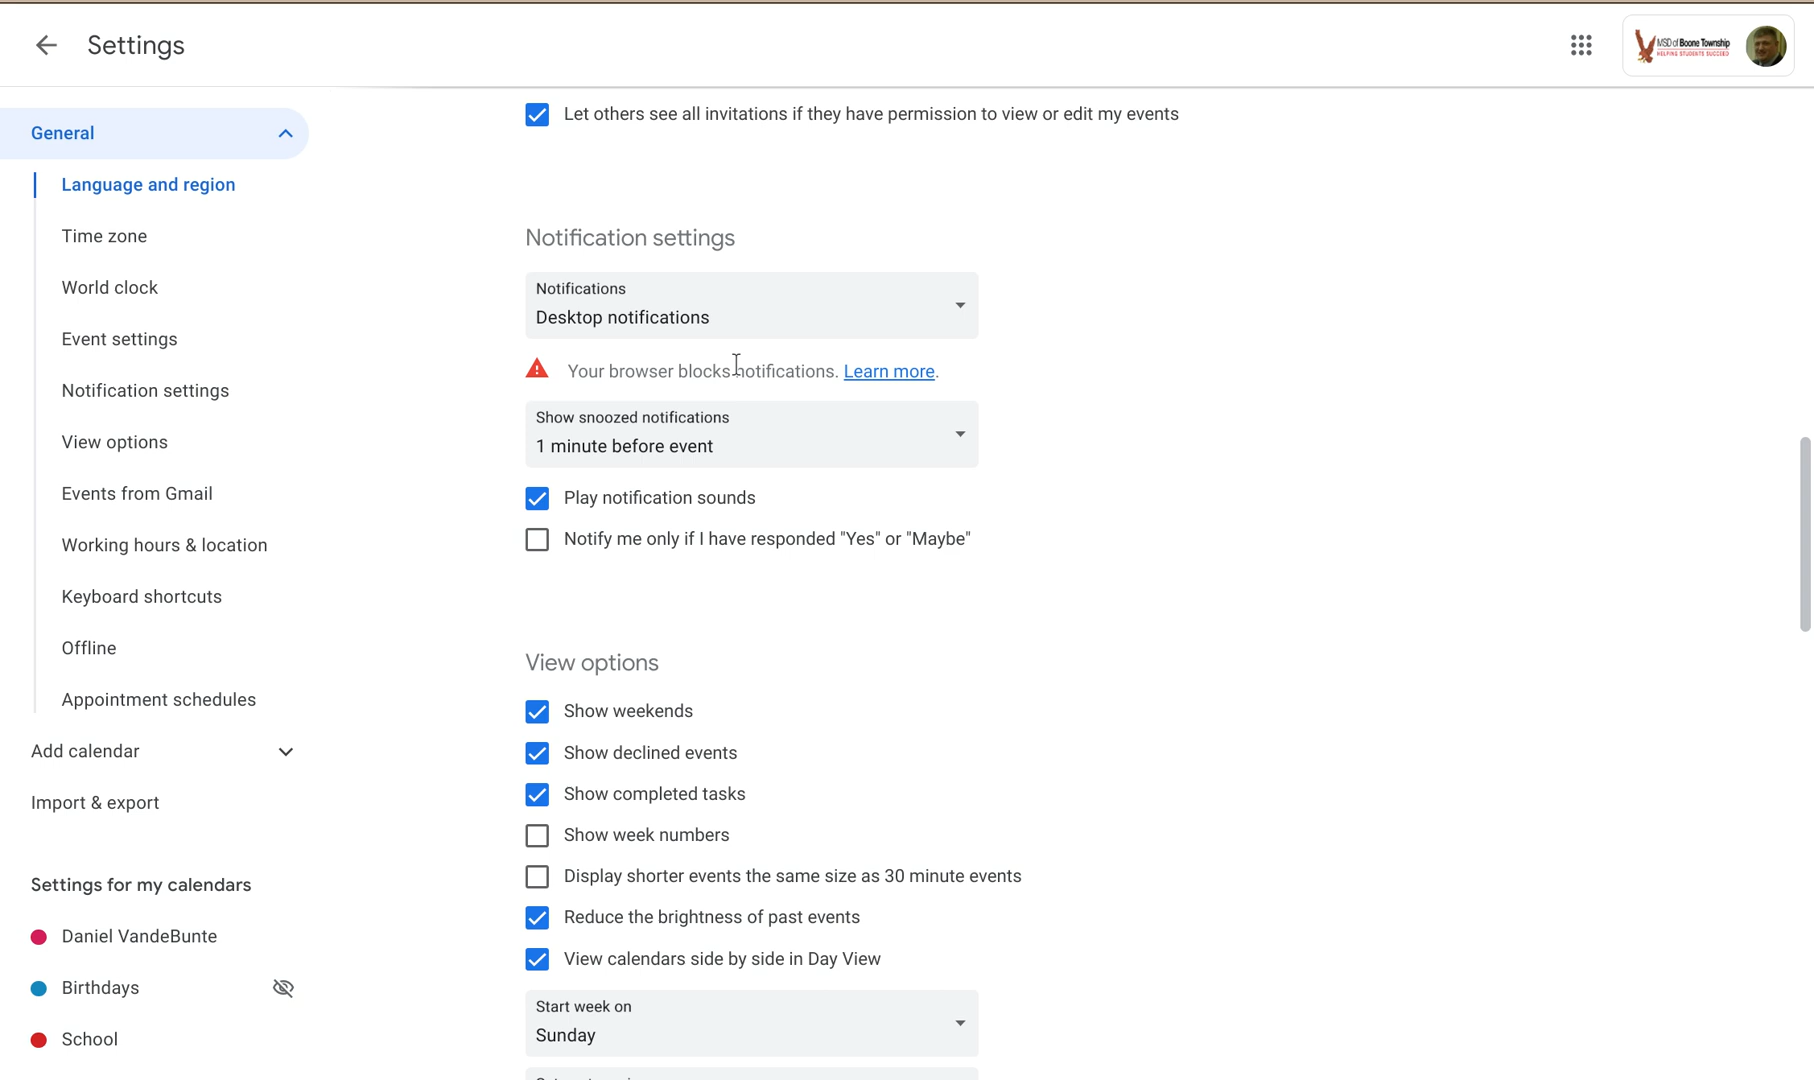 Settings
MSD of Boone Township
HELPING STUDENTS SUCCEED
General
Language and region
Time zone
World clock
Event settings
Notification settings
View options
Events from Gmail
Working hours & location
Keyboard shortcuts
Offline
Appointment schedules
Add calendar
Import & export
Settings for my calendars
Daniel VandeBunte
Birthdays
School
Let others see all invitations if they have permission to view or edit my events
Notification settings
Notifications
Desktop notifications
Your browser blocks notifications. Learn more.
Show snoozed notifications
1 minute before event
Play notification sounds
Notify me only if I have responded "Yes" or "Maybe"
View options
Show weekends
Show declined events
Show completed tasks
Show week numbers
Display shorter events the same size as 30 minute events
Reduce the brightness of past events
View calendars side by side in Day View
Start week on
Sunday